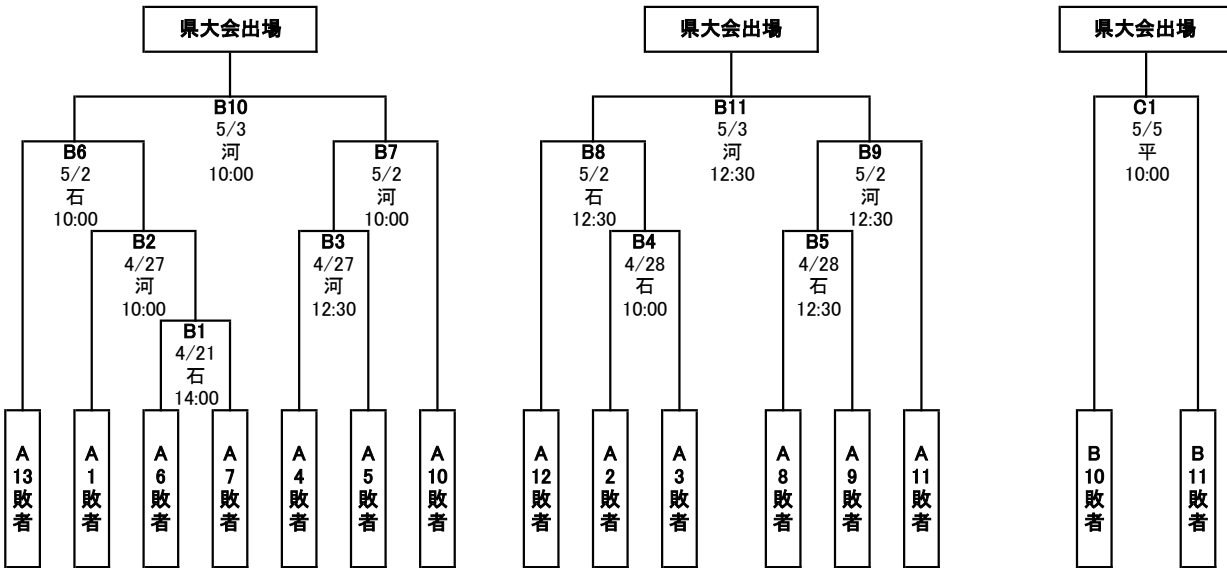 県大会出場
県大会出場
県大会出場
B10
5/3
河
10:00
B11
5/3
河
12:30
C1
5/5
平
10:00
B6
5/2
石
10:00
B7
5/2
河
10:00
B8
5/2
石
12:30
B9
5/2
河
12:30
B2
4/27
河
10:00
B3
4/27
河
12:30
B4
4/28
石
10:00
B5
4/28
石
12:30
B1
4/21
石
14:00
A13敗者
A1敗者
A6敗者
A7敗者
A4敗者
A5敗者
A10敗者
A12敗者
A2敗者
A3敗者
A8敗者
A9敗者
A11敗者
B10敗者
B11敗者